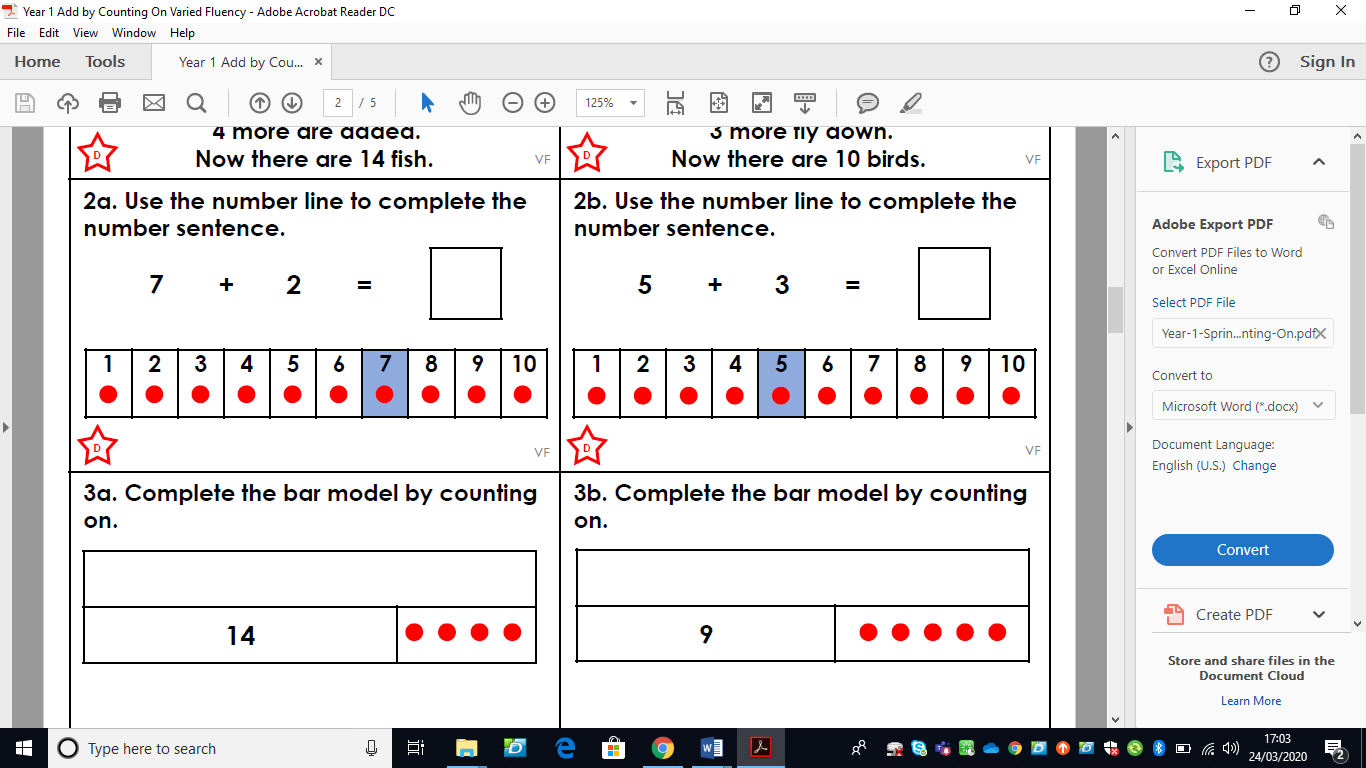 Year 1 Add by Counting On Varied Fluency - Adobe Acrobat Reader DC
File Edit View Window Help
Home Tools Year 1 Add by Cou... × ? Sign In
2 / 5 125%
4 more are added.
Now there are 14 fish.
D VF
3 more fly down.
Now there are 10 birds.
D VF
2a. Use the number line to complete the
number sentence.
7 + 2 =
1 2 3 4 5 6 7 8 9 10
D VF
2b. Use the number line to complete the
number sentence.
5 + 3 =
1 2 3 4 5 6 7 8 9 10
D VF
3a. Complete the bar model by counting
on.
14
3b. Complete the bar model by counting
on.
9
Export PDF
Adobe Export PDF
Convert PDF Files to Word
or Excel Online
Select PDF File
Year-1-Sprin...nting-On.pdf
Convert to
Microsoft Word (*.docx)
Document Language:
English (U.S.) Change
Convert
Create PDF
Store and share files in the
Document Cloud
Learn More
Type here to search
17:03
24/03/2020
2